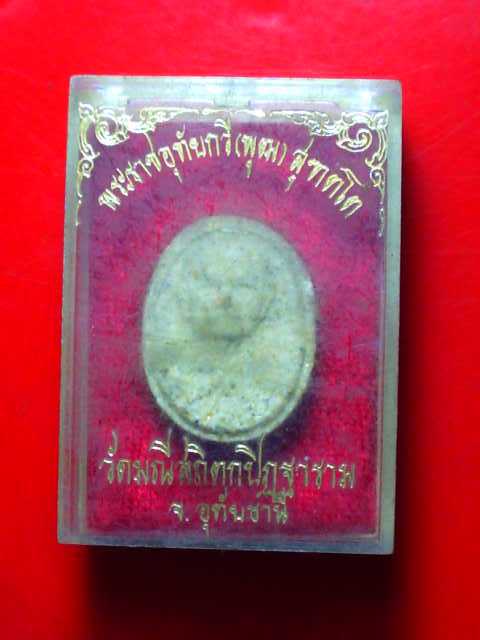 พระราชอุทัยกวี(พุฒ) สุทตฺโต
วัดมณีสถิตกปิฏฐาราม
จ. อุทัยธานี